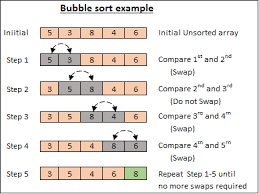 Bubble sort example
Iniitial 5 3 8 4 6 Initial Unsorted array
Step 1 5 3 8 4 6 Compare 1st and 2nd
(Swap)
Step 2 3 5 8 4 6 Compare 2nd and 3rd
(Do not Swap)
Step 3 3 5 8 4 6 Compare 3rd and 4th
(Swap)
Step 4 3 5 4 8 6 Compare 4th and 5th
(Swap)
Step 5 3 5 4 6 8 Repeat Step 1-5 until
no more swaps required